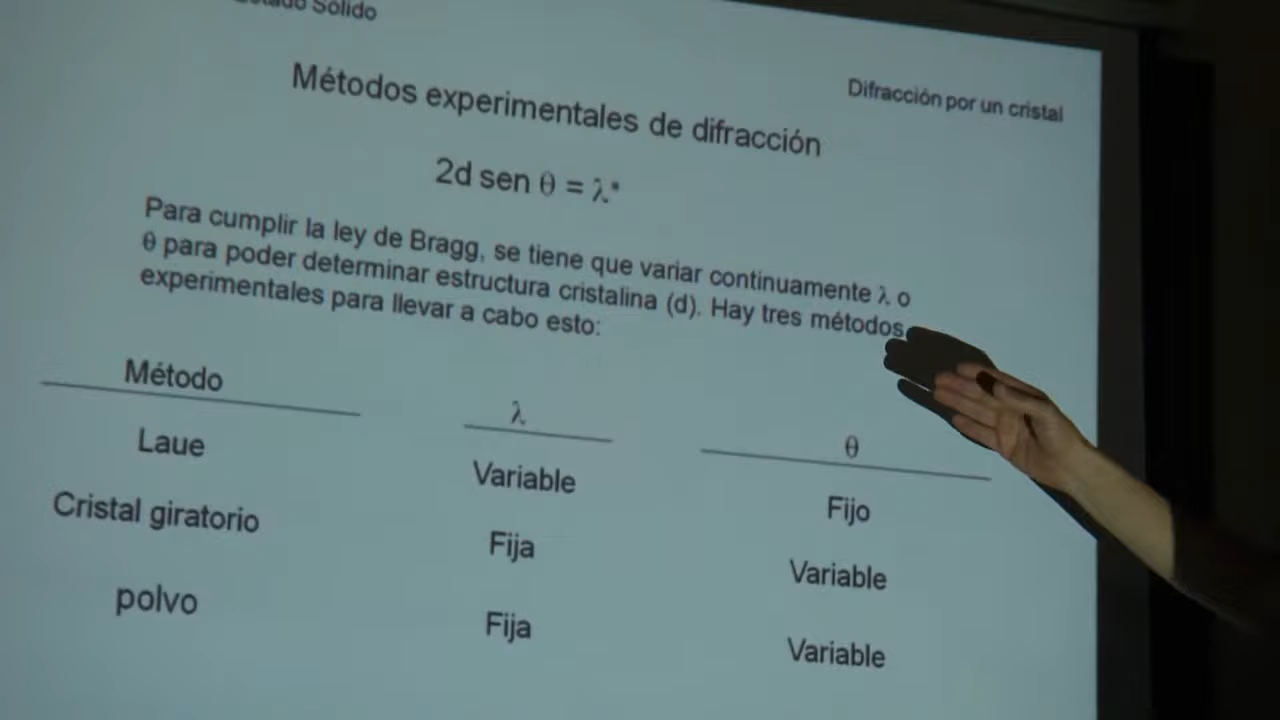 Estado Sólido
Difracción por un cristal
Métodos experimentales de difracción
2d sen θ = λ*
Para cumplir la ley de Bragg, se tiene que variar continuamente λ o
θ para poder determinar estructura cristalina (d). Hay tres métodos
experimentales para llevar a cabo esto:
Método λ θ
Laue Variable Fijo
Cristal giratorio Fija Variable
polvo Fija Variable